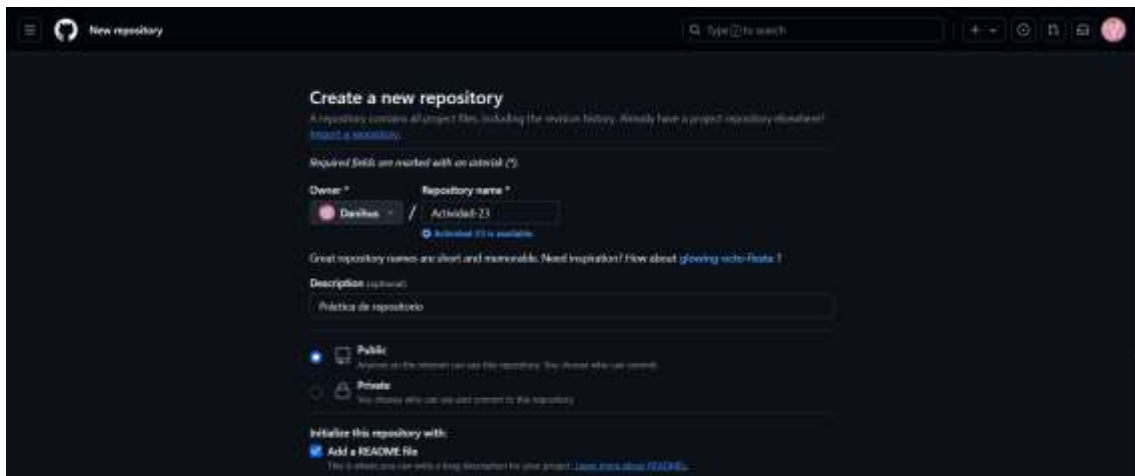 New repository
Type / to search
Create a new repository
A repository contains all project files, including the revision history. Already have a project repository elsewhere?
Import a repository.
Required fields are marked with an asterisk (*).
Owner *
Repository name *
/
Actividad-23
Actividad-23 is available.
Great repository names are short and memorable. Need inspiration? How about glowing-octo-fiesta ?
Description (optional)
Práctica de repositorio
Public
Anyone on the internet can see this repository. You choose who can commit.
Private
You choose who can see and commit to this repository.
Initialize this repository with:
Add a README file
This is where you can write a long description for your project. Learn more about READMEs.